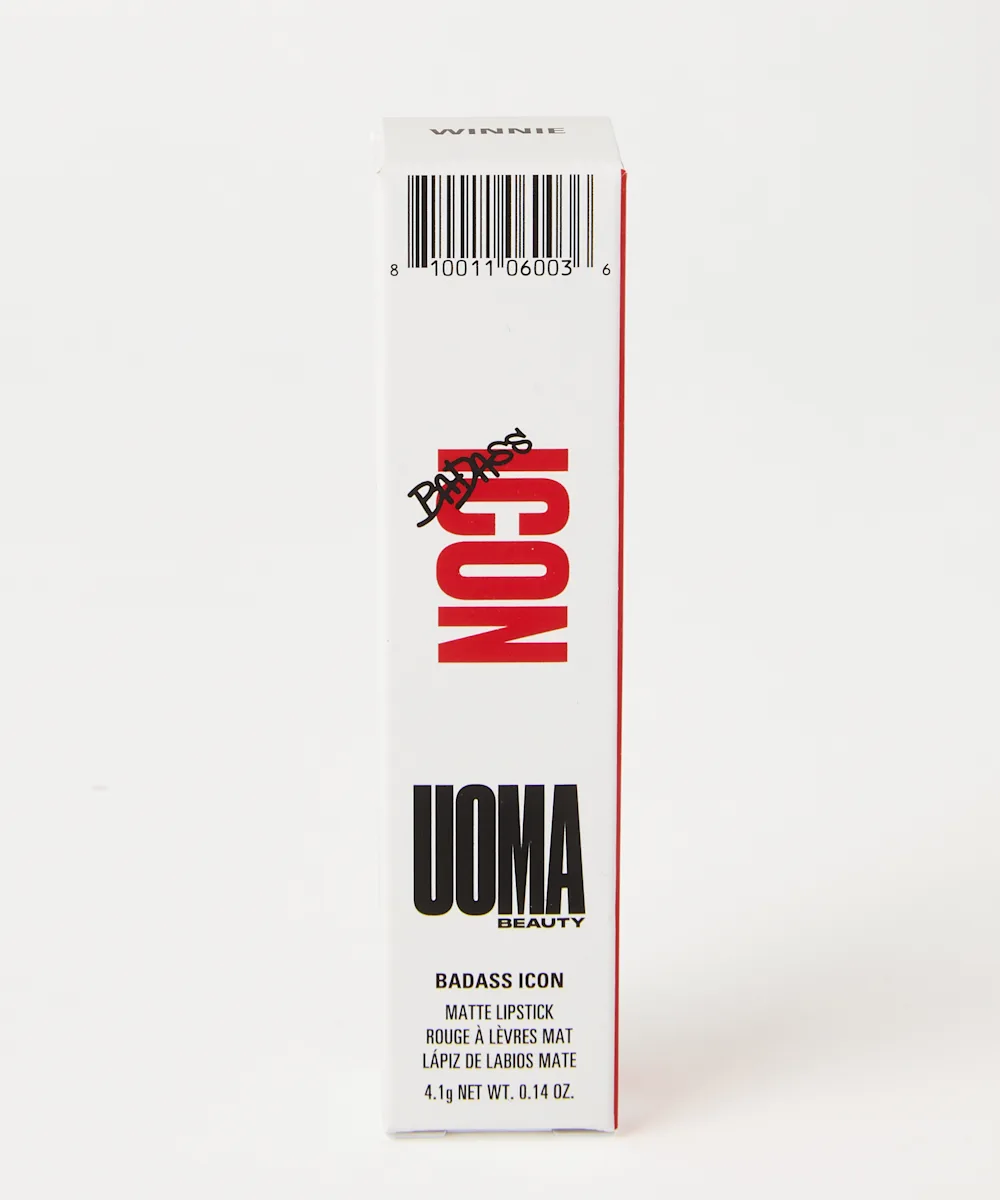 WINNIE
8 10011 06003 6
BADASS
ICON
UOMA
BEAUTY
BADASS ICON
MATTE LIPSTICK
ROUGE À LÈVRES MAT
LÁPIZ DE LABIOS MATE
4.1g NET WT. 0.14 OZ.